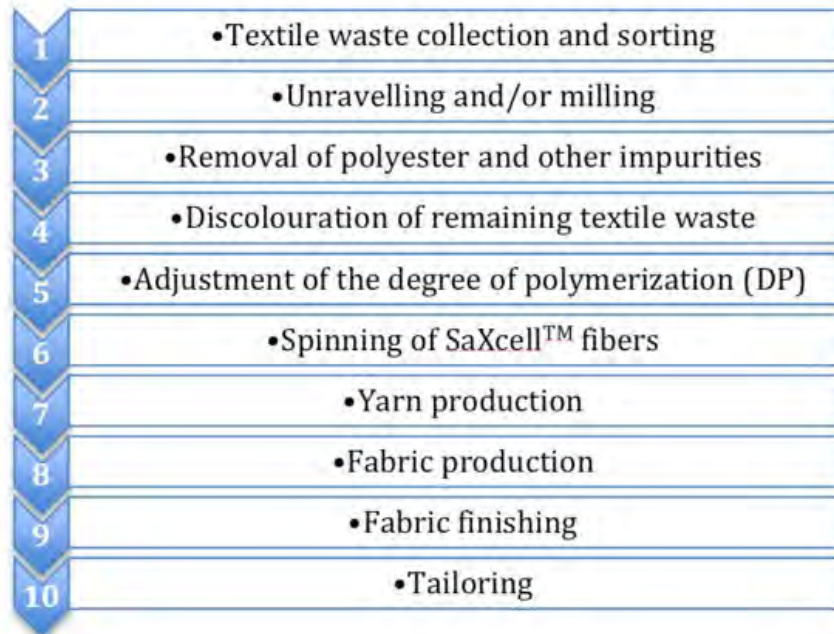 1 •Textile waste collection and sorting
2 •Unravelling and/or milling
3 •Removal of polyester and other impurities
4 •Discolouration of remaining textile waste
5 •Adjustment of the degree of polymerization (DP)
6 •Spinning of SaXcell™ fibers
7 •Yarn production
8 •Fabric production
9 •Fabric finishing
10 •Tailoring